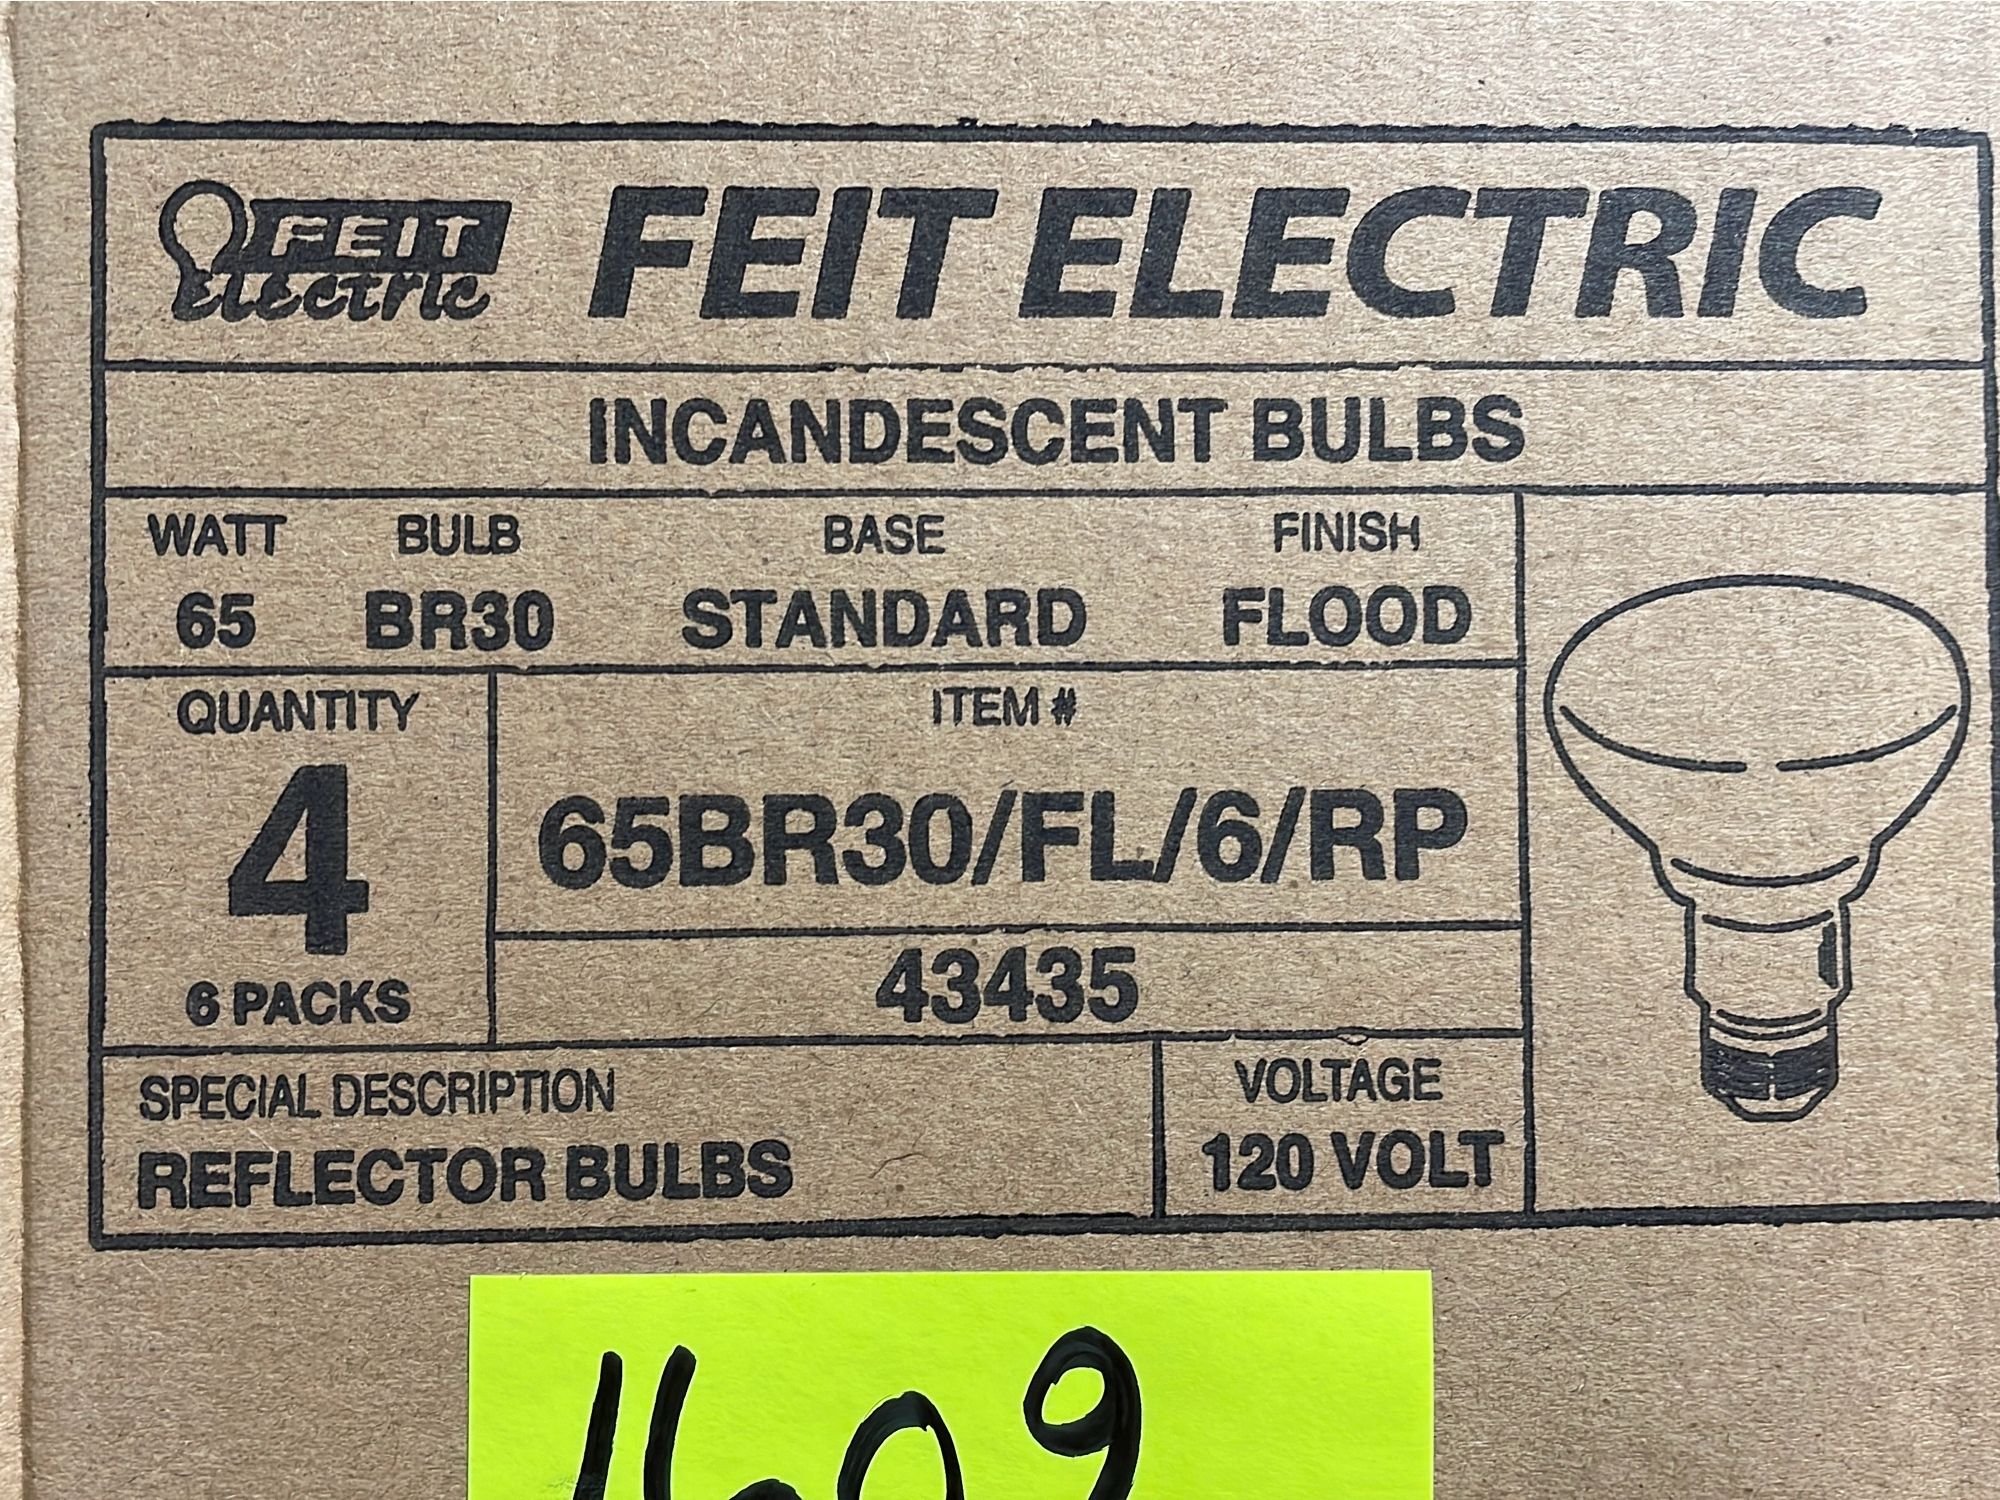 FEIT
Electric
FEIT ELECTRIC
INCANDESCENT BULBS
WATT BULB BASE FINISH
65 BR30 STANDARD FLOOD
QUANTITY
4
6 PACKS
ITEM #
65BR30/FL/6/RP
43435
SPECIAL DESCRIPTION
REFLECTOR BULBS
VOLTAGE
120 VOLT
1609